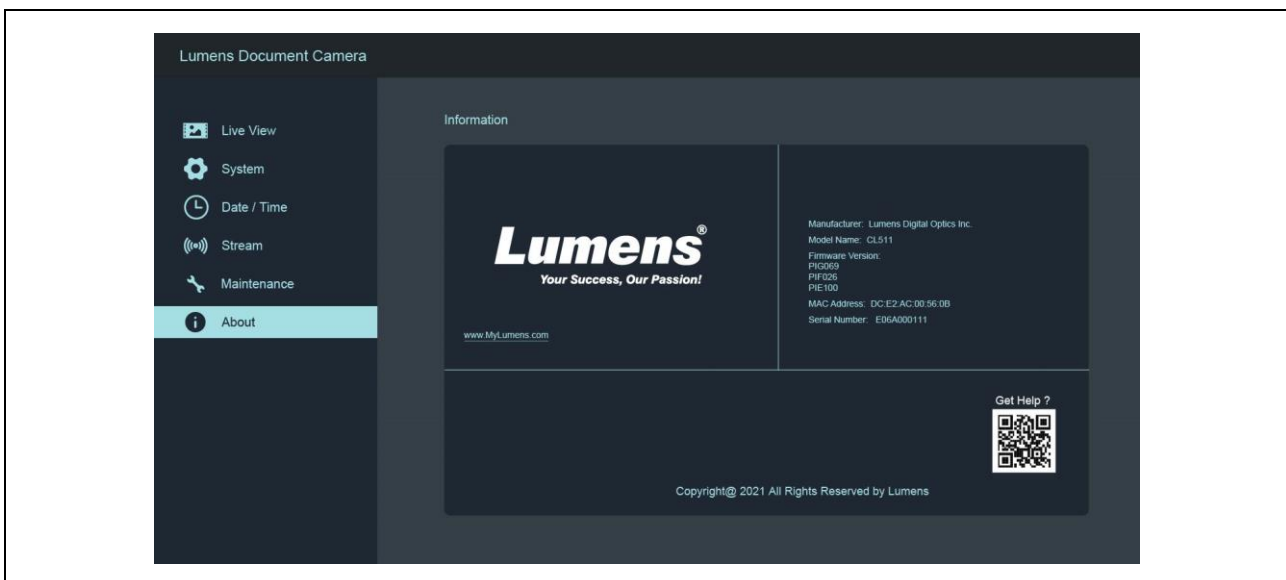 Lumens Document Camera
Live View
System
Date / Time
Stream
Maintenance
About
Information
Lumens®
Your Success, Our Passion!
www.MyLumens.com
Manufacturer: Lumens Digital Optics Inc.
Model Name: CL511
Firmware Version:
PIG069
PIF026
PIE100
MAC Address: DC:E2:AC:00:56:0B
Serial Number: E06A000111
Get Help ?
Copyright@ 2021 All Rights Reserved by Lumens